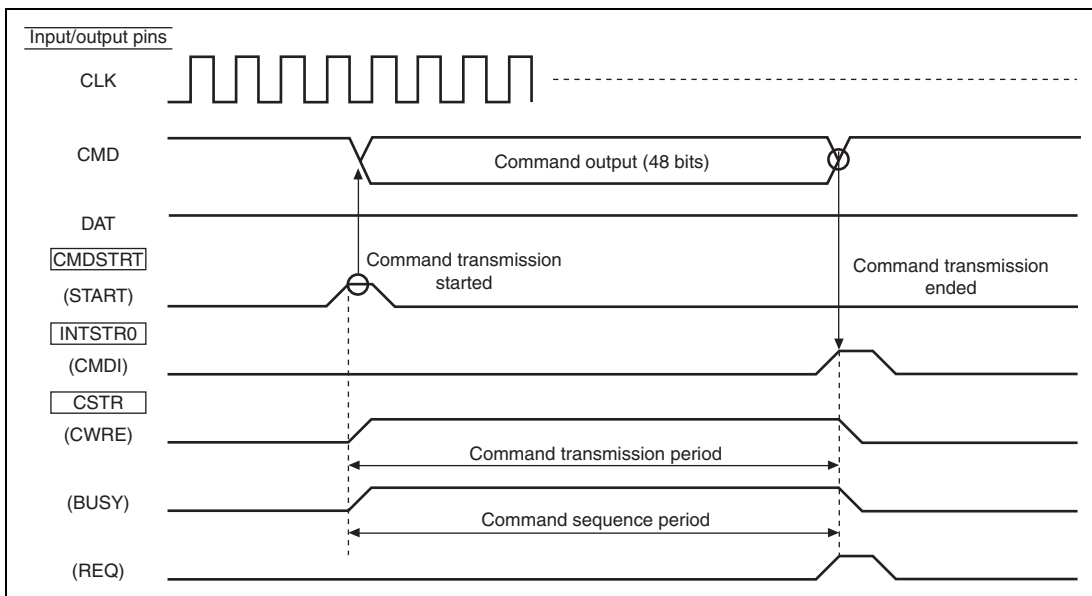 Input/output pins
CLK
CMD
Command output (48 bits)
DAT
CMDSTRT
(START)
Command transmission
started
Command transmission
ended
INTSTR0
(CMDI)
CSTR
(CWRE)
Command transmission period
(BUSY)
Command sequence period
(REQ)